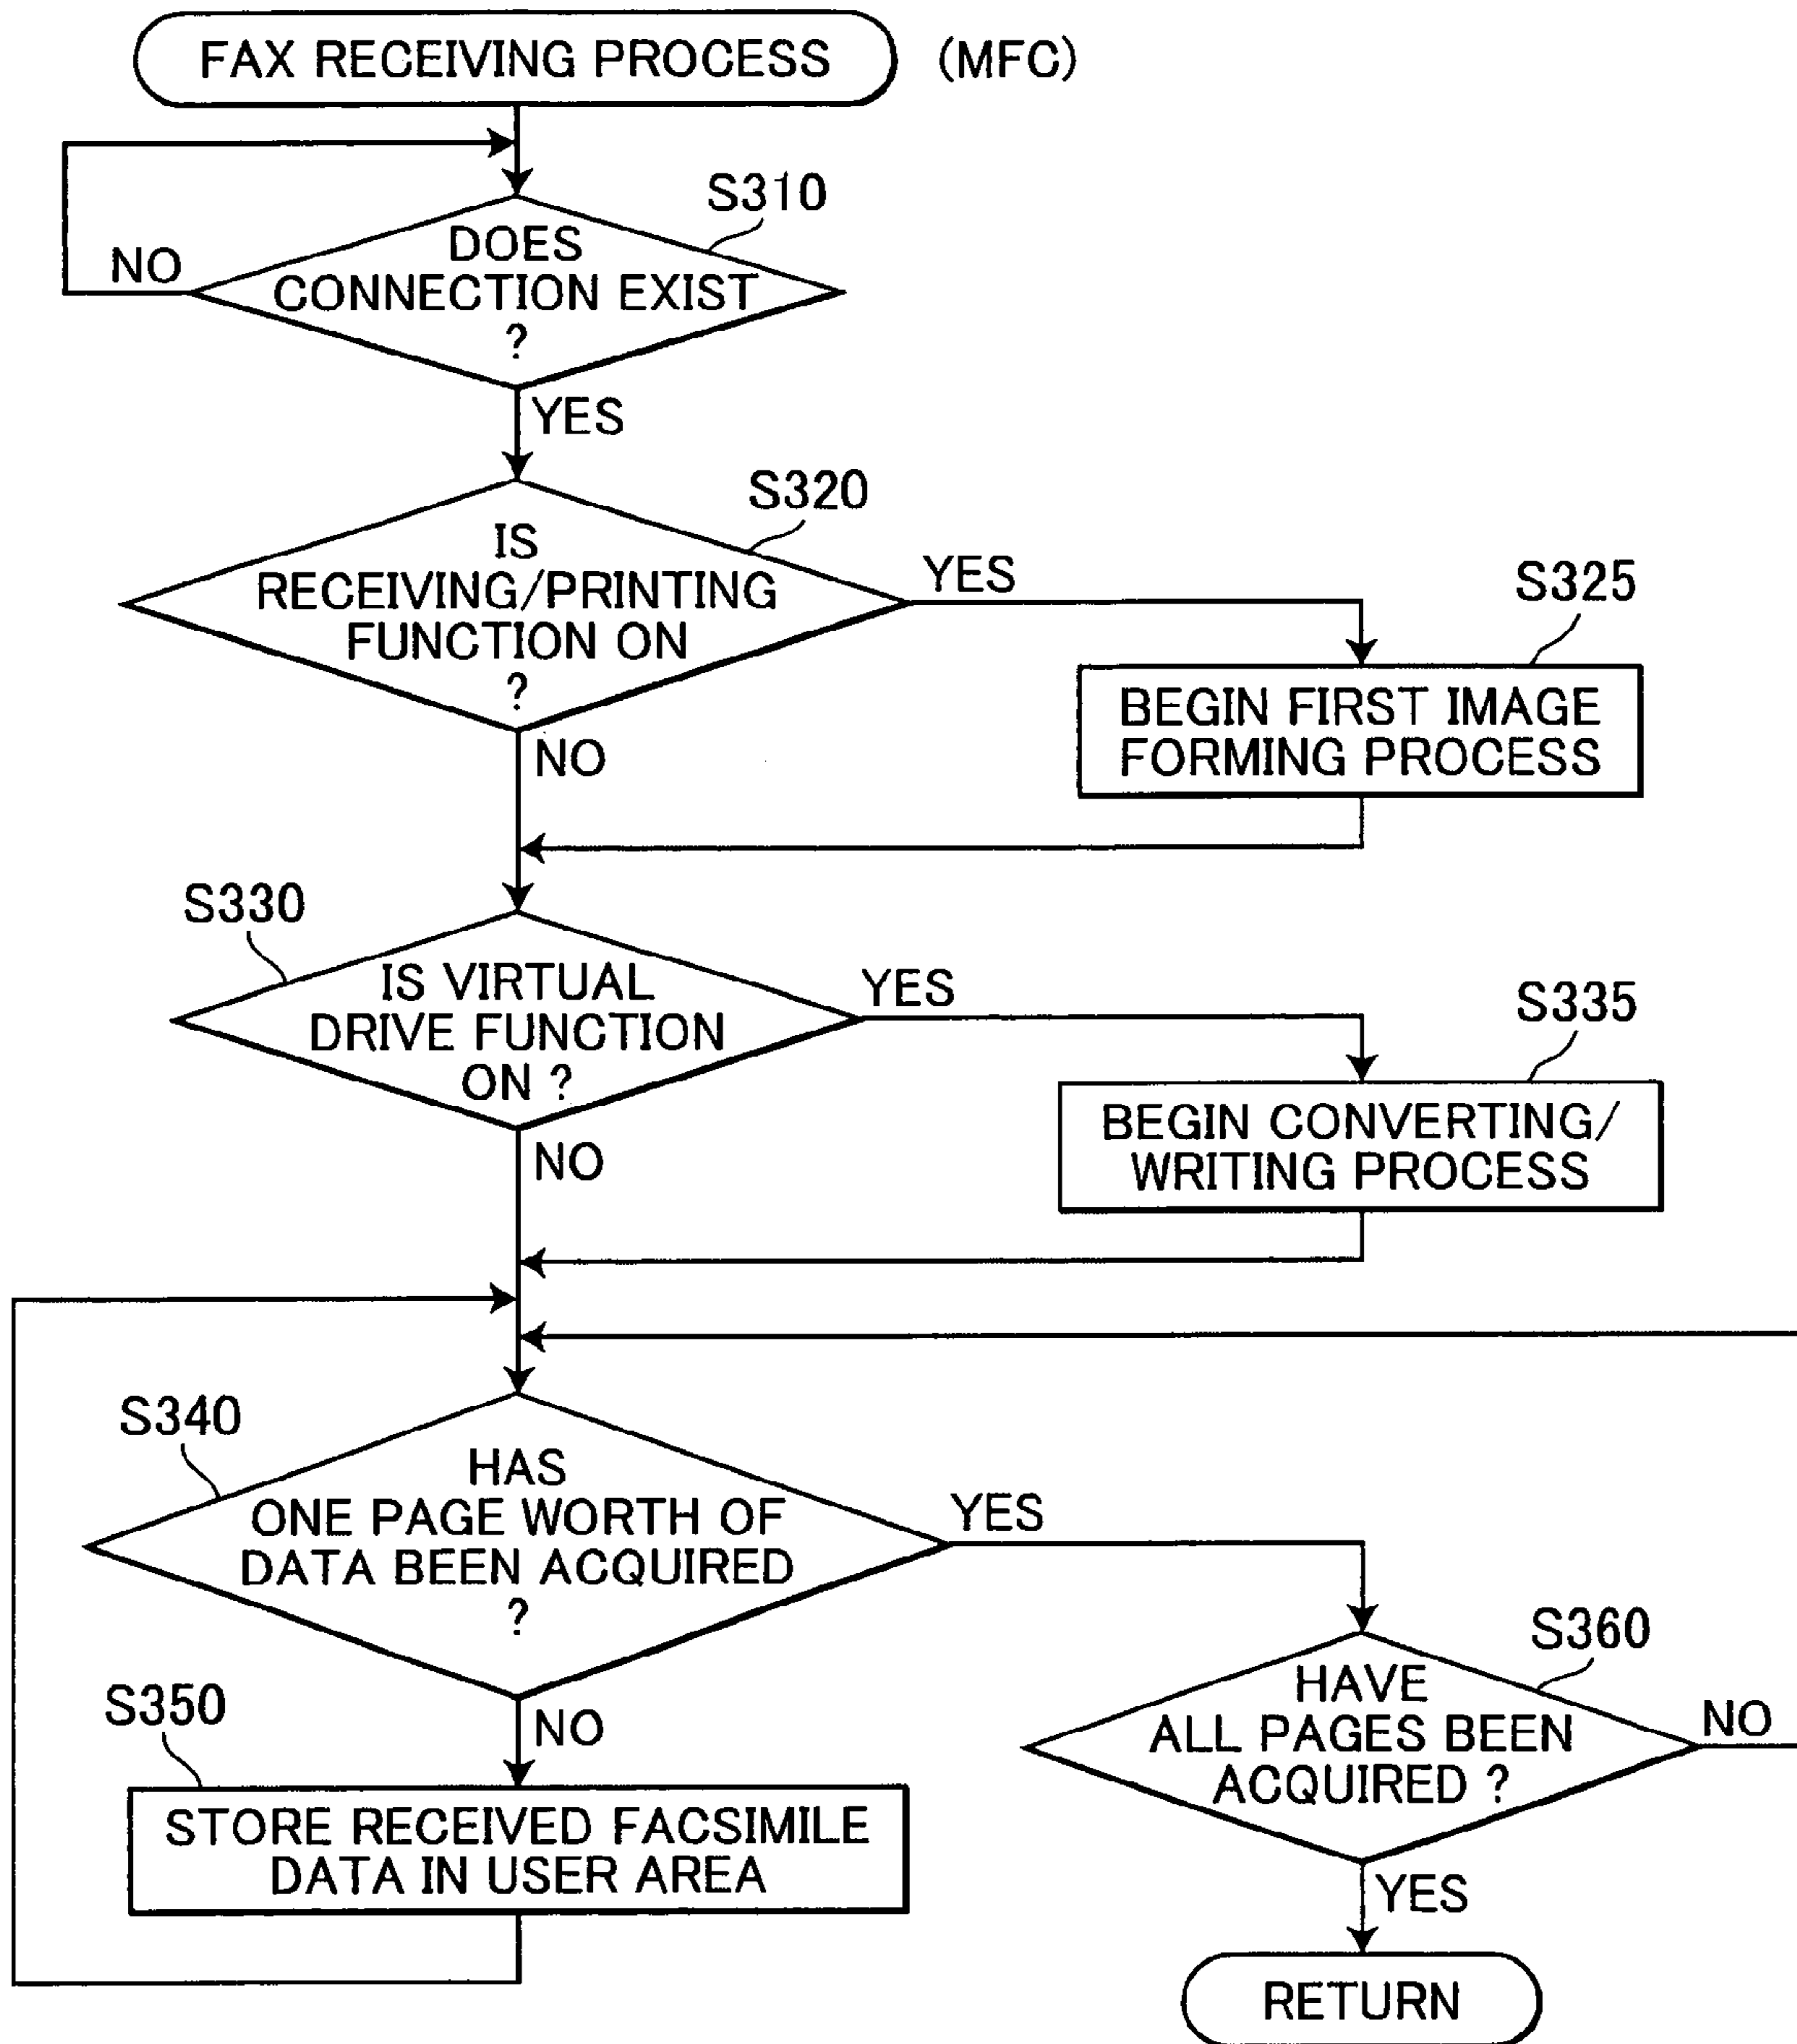 FAX RECEIVING PROCESS
(MFC)
S310
DOES
CONNECTION EXIST
?
NO
YES
S320
IS
RECEIVING/PRINTING
FUNCTION ON
?
YES
S325
BEGIN FIRST IMAGE
FORMING PROCESS
NO
S330
IS VIRTUAL
DRIVE FUNCTION
ON ?
YES
S335
BEGIN CONVERTING/
WRITING PROCESS
NO
S340
HAS
ONE PAGE WORTH OF
DATA BEEN ACQUIRED
?
YES
S360
HAVE
ALL PAGES BEEN
ACQUIRED ?
NO
S350
NO
STORE RECEIVED FACSIMILE
DATA IN USER AREA
YES
RETURN